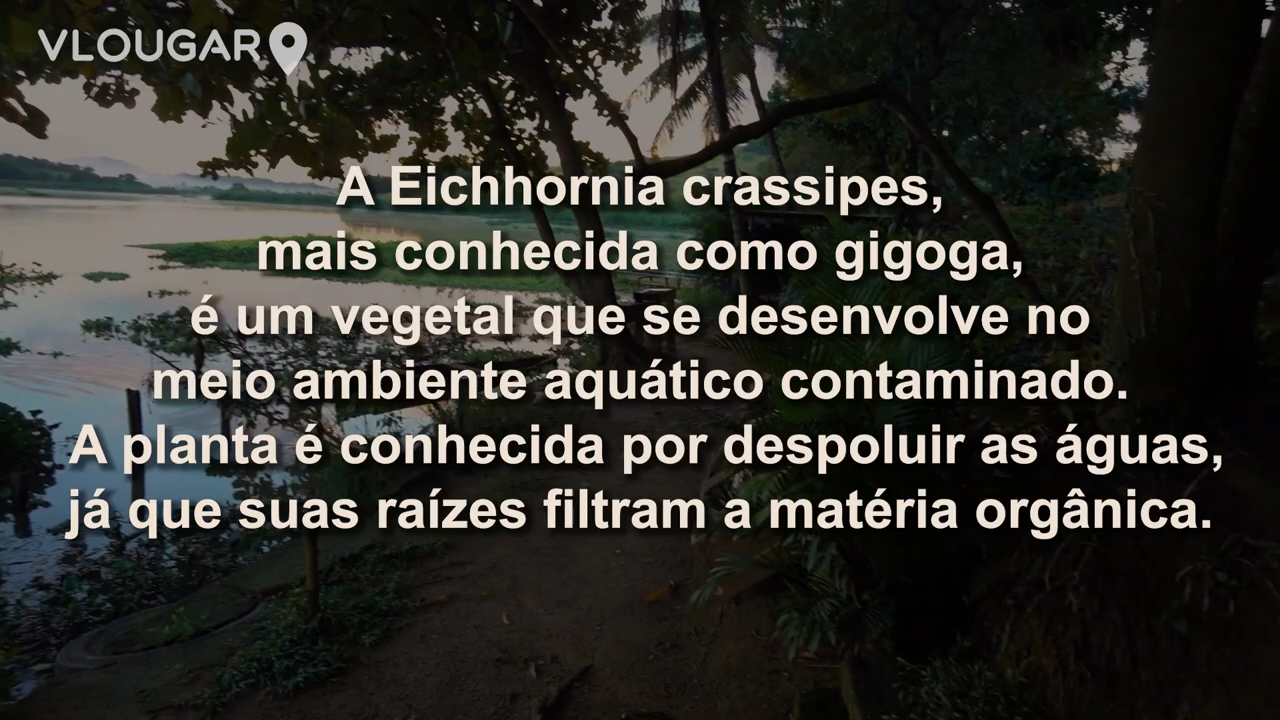 VLOUGAR
A Eichhornia crassipes,
mais conhecida como gigoga,
é um vegetal que se desenvolve no
meio ambiente aquático contaminado.
A planta é conhecida por despoluir as águas,
já que suas raízes filtram a matéria orgânica.